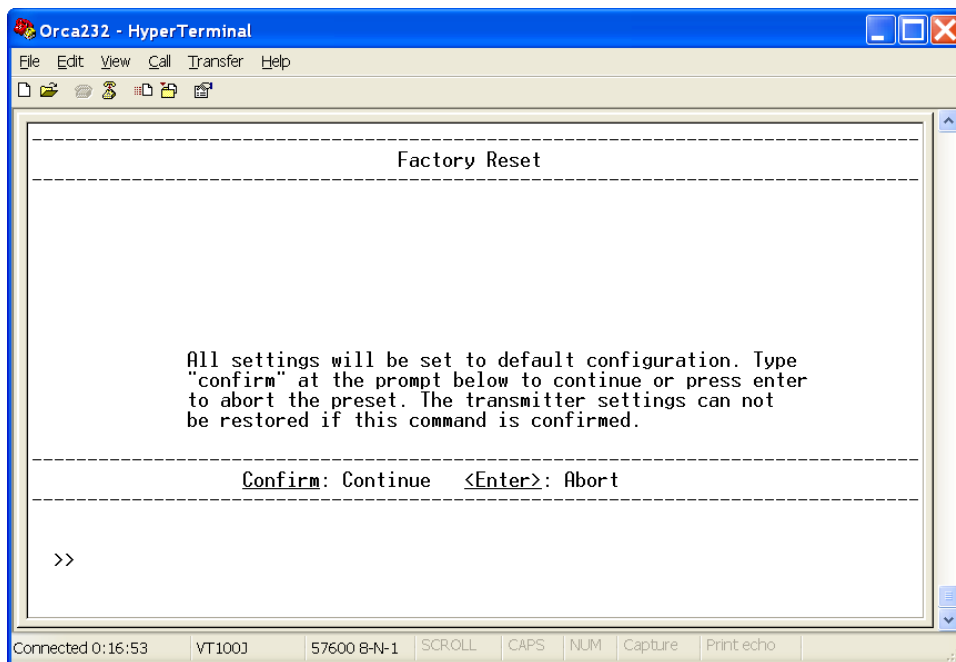 Orca232 - HyperTerminal
File Edit View Call Transfer Help
Factory Reset
All settings will be set to default configuration. Type
"confirm" at the prompt below to continue or press enter
to abort the preset. The transmitter settings can not
be restored if this command is confirmed.
Confirm: Continue <Enter>: Abort
>>
Connected 0:16:53 VT100J 57600 8-N-1 SCROLL CAPS NUM Capture Print echo